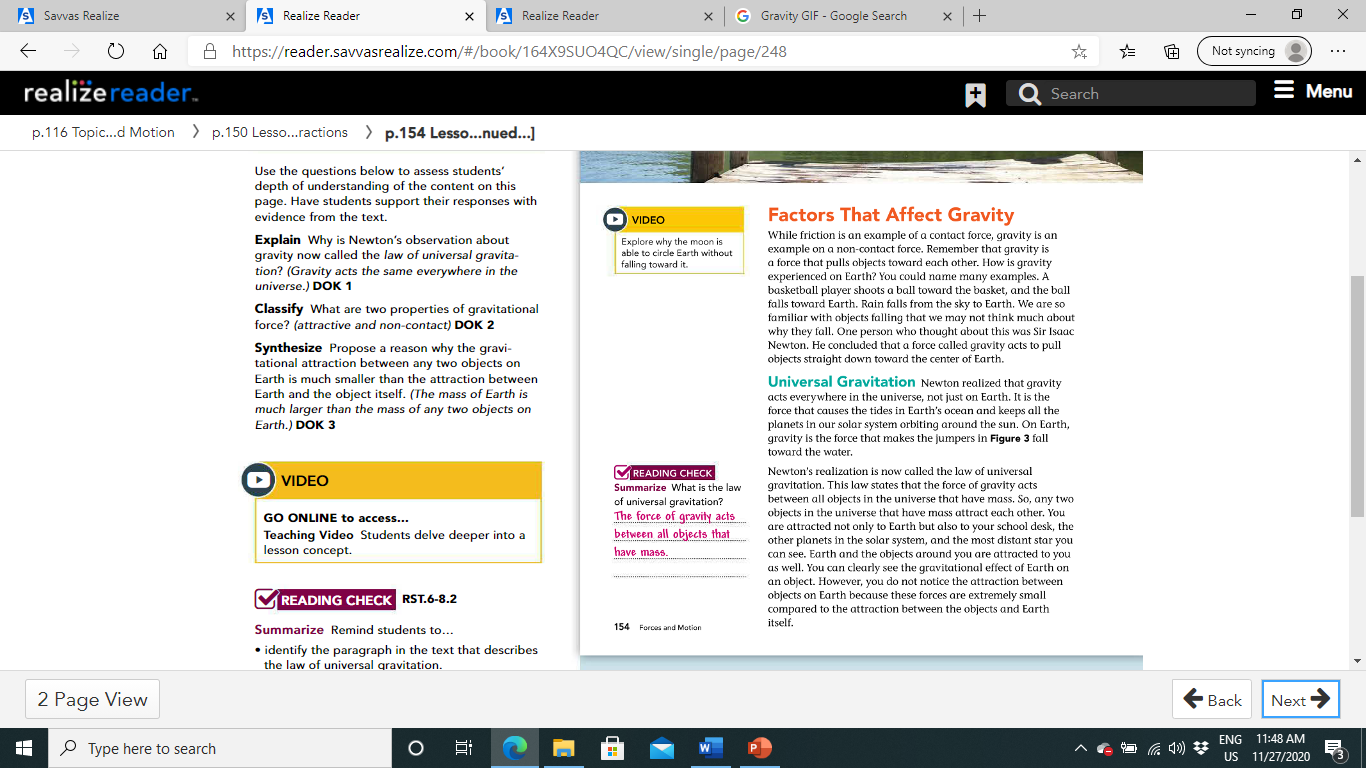 Savvas Realize
Realize Reader
Realize Reader
Gravity GIF - Google Search
https://reader.savvasrealize.com/#/book/164X9SUO4QC/view/single/page/248
Not syncing
realizereader™
Search
Menu
p.116 Topic...d Motion
p.150 Lesso...ractions
p.154 Lesso...nued...]
Use the questions below to assess students'
depth of understanding of the content on this
page. Have students support their responses with
evidence from the text.
Explain Why is Newton's observation about
gravity now called the law of universal gravita-
tion? (Gravity acts the same everywhere in the
universe.) DOK 1
Classify What are two properties of gravitational
force? (attractive and non-contact) DOK 2
Synthesize Propose a reason why the gravi-
tational attraction between any two objects on
Earth is much smaller than the attraction between
Earth and the object itself. (The mass of Earth is
much larger than the mass of any two objects on
Earth.) DOK 3
VIDEO
GO ONLINE to access...
Teaching Video Students delve deeper into a
lesson concept.
READING CHECK RST.6-8.2
Summarize Remind students to...
• identify the paragraph in the text that describes
the law of universal gravitation.
VIDEO
Explore why the moon is
able to circle Earth without
falling toward it.
READING CHECK
Summarize What is the law
of universal gravitation?
The force of gravity acts
between all objects that
have mass.
154 Forces and Motion
Factors That Affect Gravity
While friction is an example of a contact force, gravity is an
example on a non-contact force. Remember that gravity is
a force that pulls objects toward each other. How is gravity
experienced on Earth? You could name many examples. A
basketball player shoots a ball toward the basket, and the ball
falls toward Earth. Rain falls from the sky to Earth. We are so
familiar with objects falling that we may not think much about
why they fall. One person who thought about this was Sir Isaac
Newton. He concluded that a force called gravity acts to pull
objects straight down toward the center of Earth.
Universal Gravitation Newton realized that gravity
acts everywhere in the universe, not just on Earth. It is the
force that causes the tides in Earth's ocean and keeps all the
planets in our solar system orbiting around the sun. On Earth,
gravity is the force that makes the jumpers in Figure 3 fall
toward the water.
Newton's realization is now called the law of universal
gravitation. This law states that the force of gravity acts
between all objects in the universe that have mass. So, any two
objects in the universe that have mass attract each other. You
are attracted not only to Earth but also to your school desk, the
other planets in the solar system, and the most distant star you
can see. Earth and the objects around you are attracted to you
as well. You can clearly see the gravitational effect of Earth on
an object. However, you do not notice the attraction between
objects on Earth because these forces are extremely small
compared to the attraction between the objects and Earth
itself.
2 Page View
Back
Next
Type here to search
ENG
US
11:48 AM
11/27/2020
3